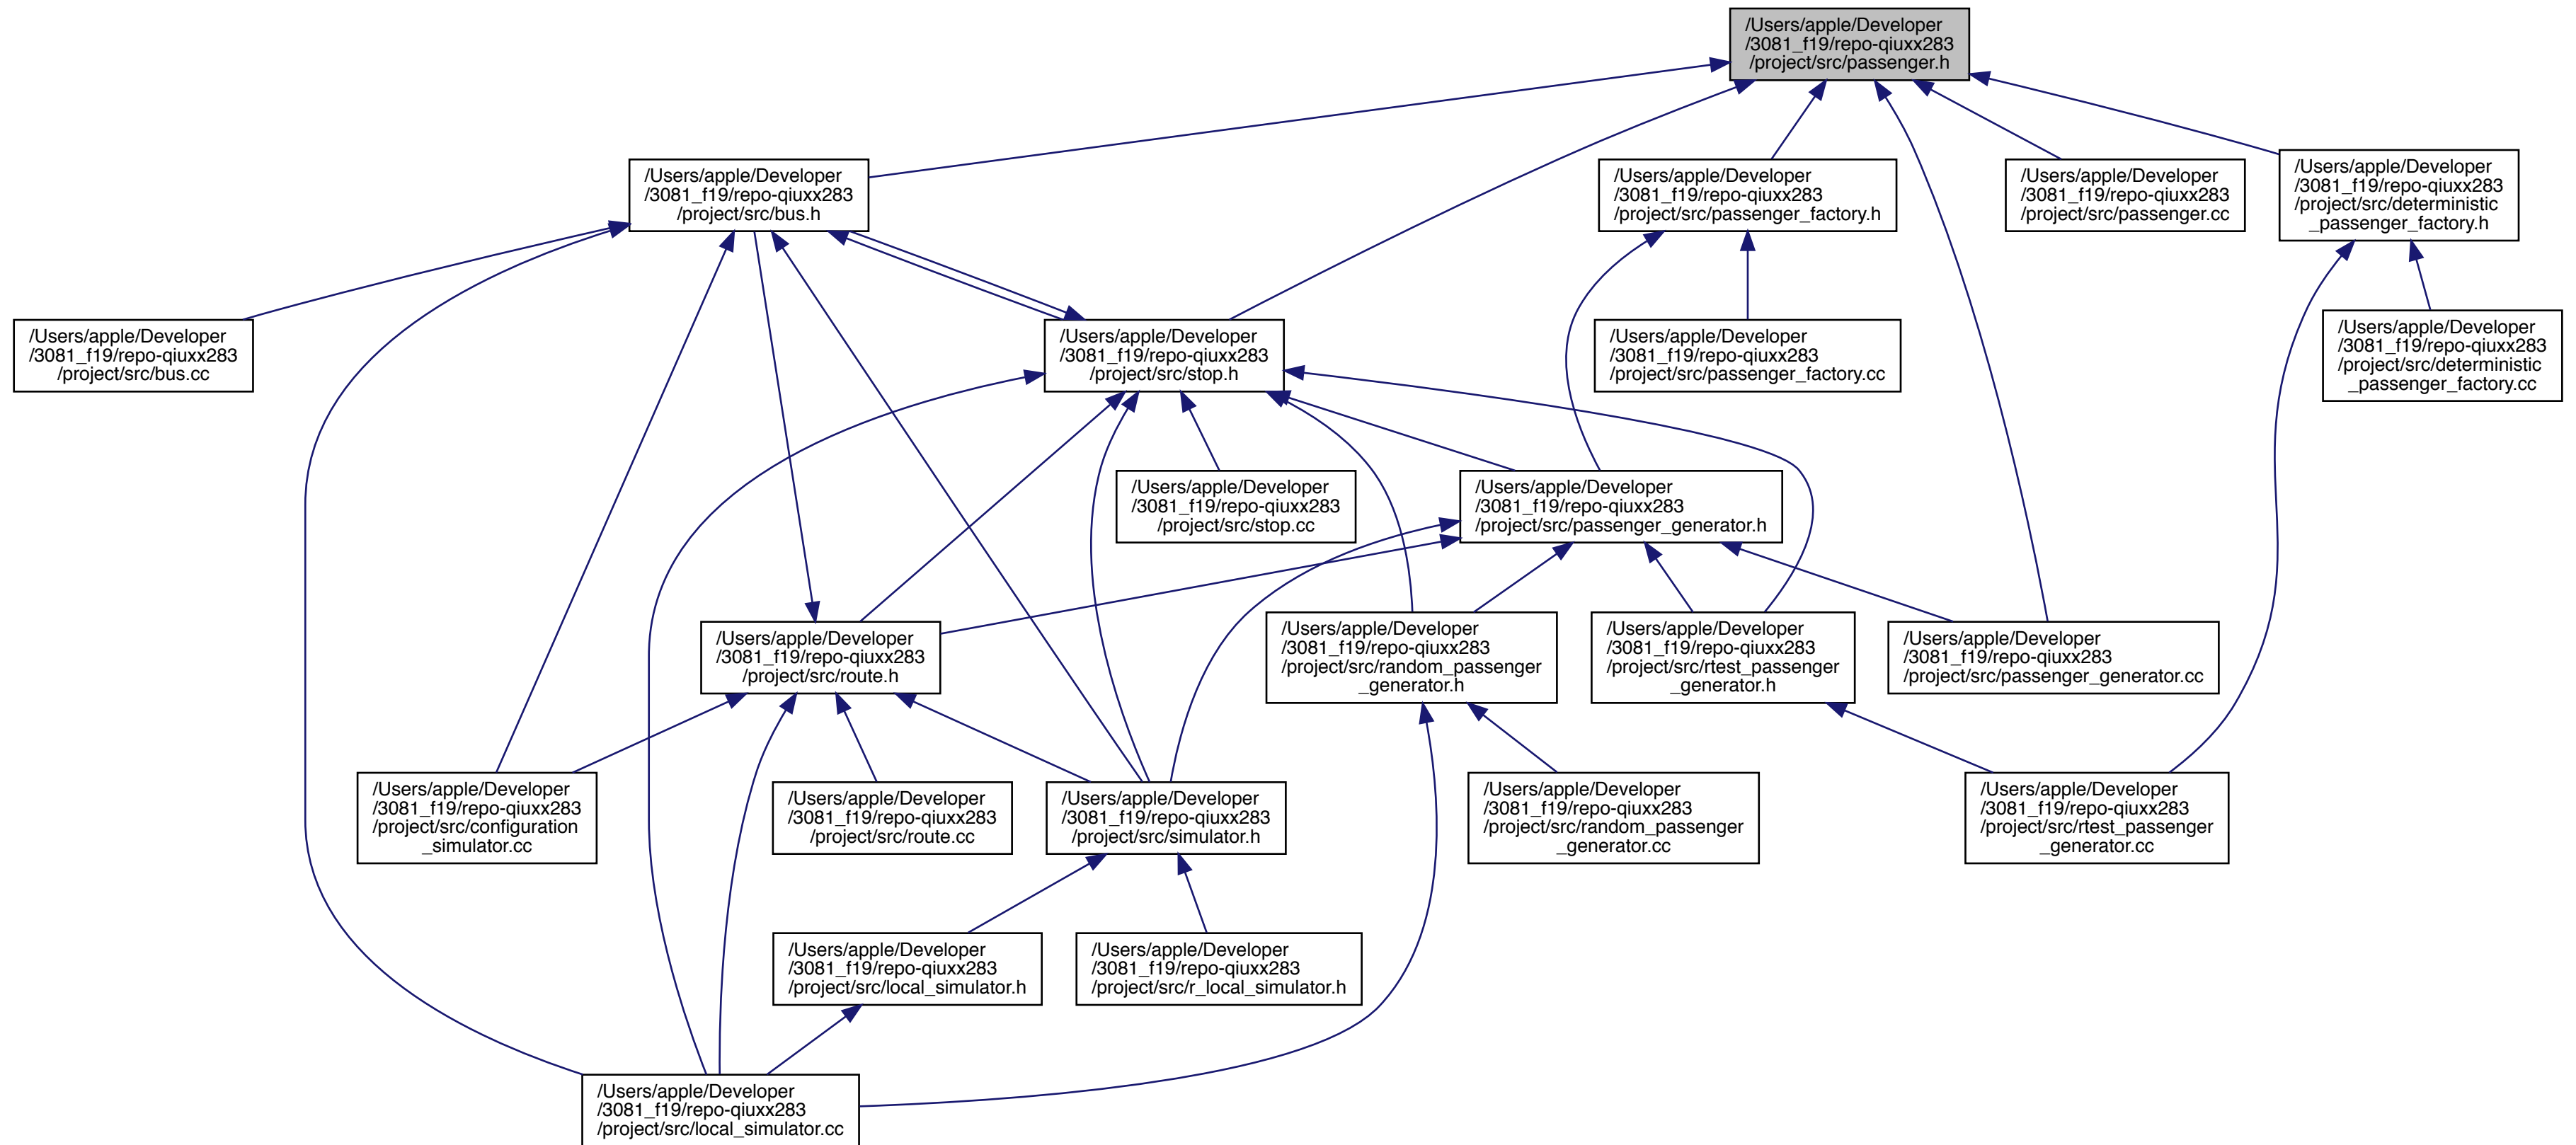 /Users/apple/Developer
/3081_f19/repo-qiuxx283
/project/src/passenger.h
/Users/apple/Developer
/3081_f19/repo-qiuxx283
/project/src/bus.h
/Users/apple/Developer
/3081_f19/repo-qiuxx283
/project/src/passenger_factory.h
/Users/apple/Developer
/3081_f19/repo-qiuxx283
/project/src/passenger.cc
/Users/apple/Developer
/3081_f19/repo-qiuxx283
/project/src/deterministic
_passenger_factory.h
/Users/apple/Developer
/3081_f19/repo-qiuxx283
/project/src/bus.cc
/Users/apple/Developer
/3081_f19/repo-qiuxx283
/project/src/stop.h
/Users/apple/Developer
/3081_f19/repo-qiuxx283
/project/src/passenger_factory.cc
/Users/apple/Developer
/3081_f19/repo-qiuxx283
/project/src/deterministic
_passenger_factory.cc
/Users/apple/Developer
/3081_f19/repo-qiuxx283
/project/src/stop.cc
/Users/apple/Developer
/3081_f19/repo-qiuxx283
/project/src/passenger_generator.h
/Users/apple/Developer
/3081_f19/repo-qiuxx283
/project/src/route.h
/Users/apple/Developer
/3081_f19/repo-qiuxx283
/project/src/random_passenger
_generator.h
/Users/apple/Developer
/3081_f19/repo-qiuxx283
/project/src/rtest_passenger
_generator.h
/Users/apple/Developer
/3081_f19/repo-qiuxx283
/project/src/passenger_generator.cc
/Users/apple/Developer
/3081_f19/repo-qiuxx283
/project/src/configuration
_simulator.cc
/Users/apple/Developer
/3081_f19/repo-qiuxx283
/project/src/route.cc
/Users/apple/Developer
/3081_f19/repo-qiuxx283
/project/src/simulator.h
/Users/apple/Developer
/3081_f19/repo-qiuxx283
/project/src/random_passenger
_generator.cc
/Users/apple/Developer
/3081_f19/repo-qiuxx283
/project/src/rtest_passenger
_generator.cc
/Users/apple/Developer
/3081_f19/repo-qiuxx283
/project/src/local_simulator.h
/Users/apple/Developer
/3081_f19/repo-qiuxx283
/project/src/r_local_simulator.h
/Users/apple/Developer
/3081_f19/repo-qiuxx283
/project/src/local_simulator.cc